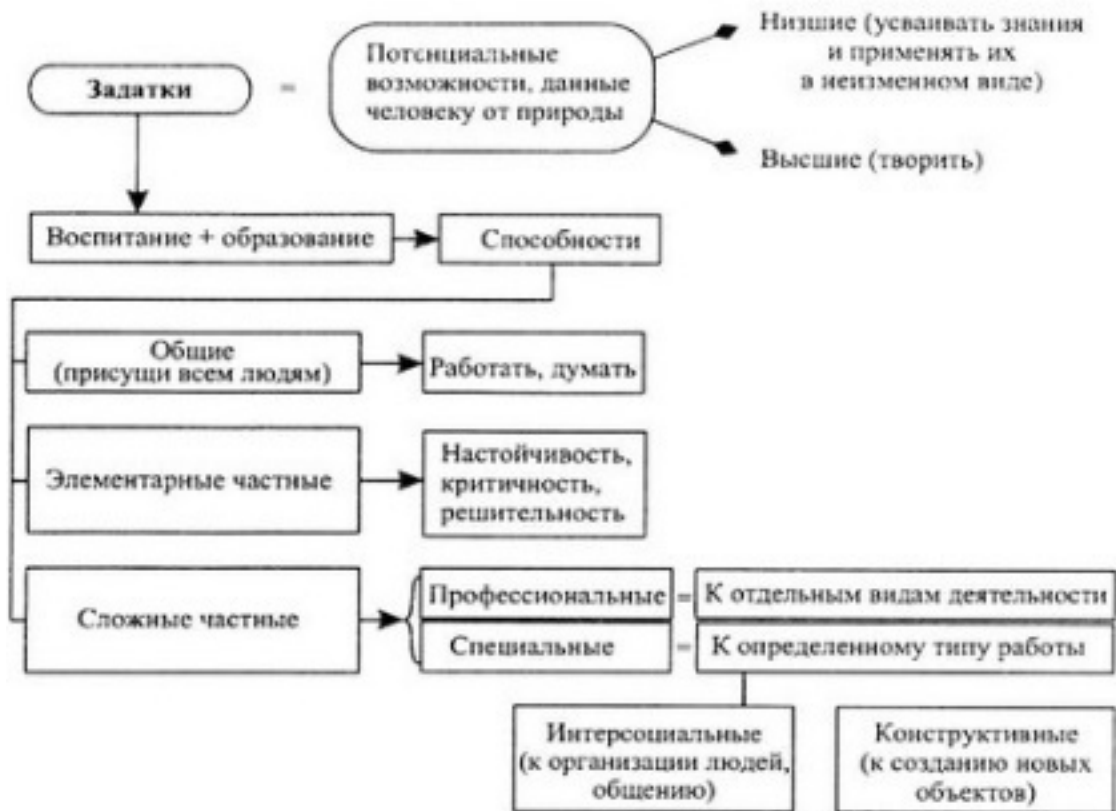 Задатки
=
Потенциальные
возможности, данные
человеку от природы
Низшие (усваивать знания
и применять их
в неизменном виде)
Высшие (творить)
Воспитание + образование
Способности
Общие
(присущи всем людям)
Работать, думать
Элементарные частные
Настойчивость,
критичность,
решительность
Сложные частные
Профессиональные = К отдельным видам деятельности
Специальные = К определенному типу работы
Интерсоциальные
(к организации людей,
общению)
Конструктивные
(к созданию новых
объектов)